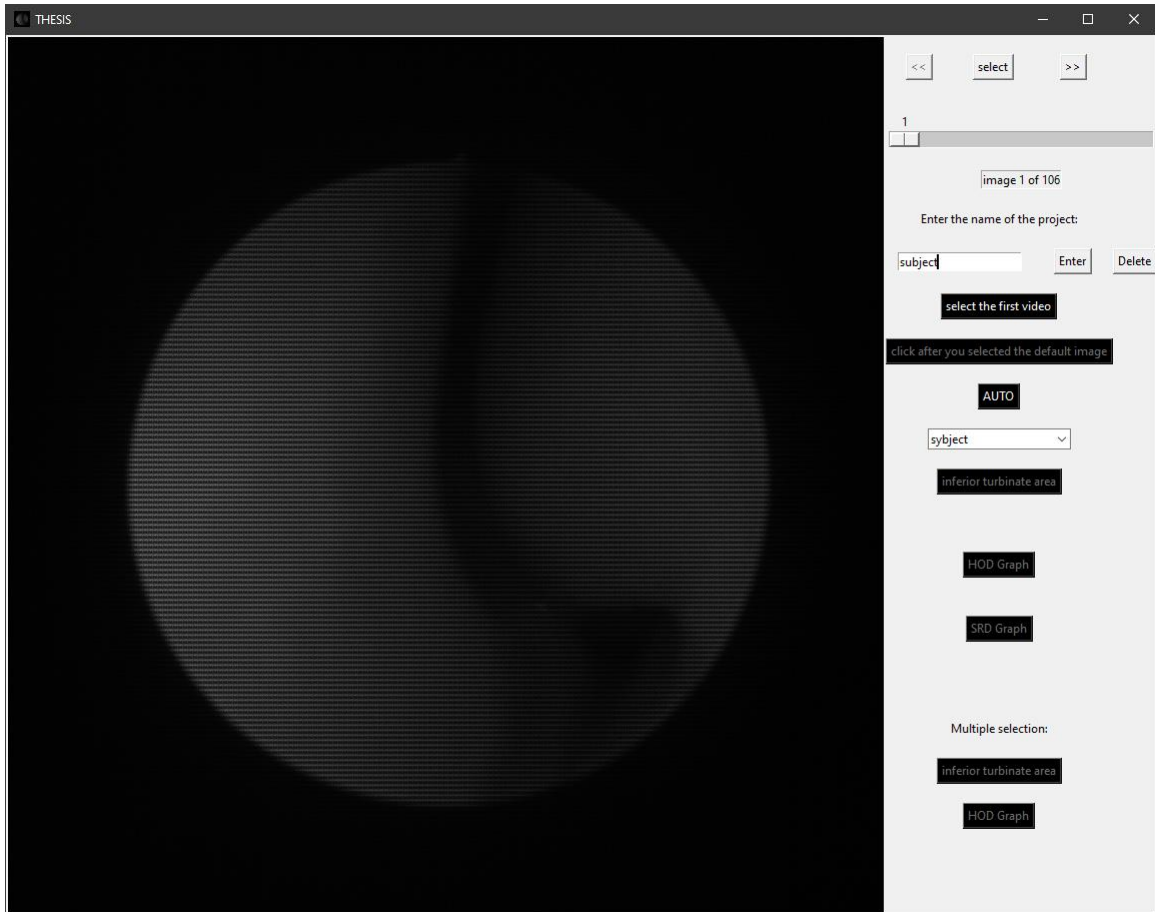 THESIS
<< select >>
1
image 1 of 106
Enter the name of the project:
subject Enter Delete
select the first video
click after you selected the default image
AUTO
sybject
inferior turbinate area
HOD Graph
SRD Graph
Multiple selection:
inferior turbinate area
HOD Graph